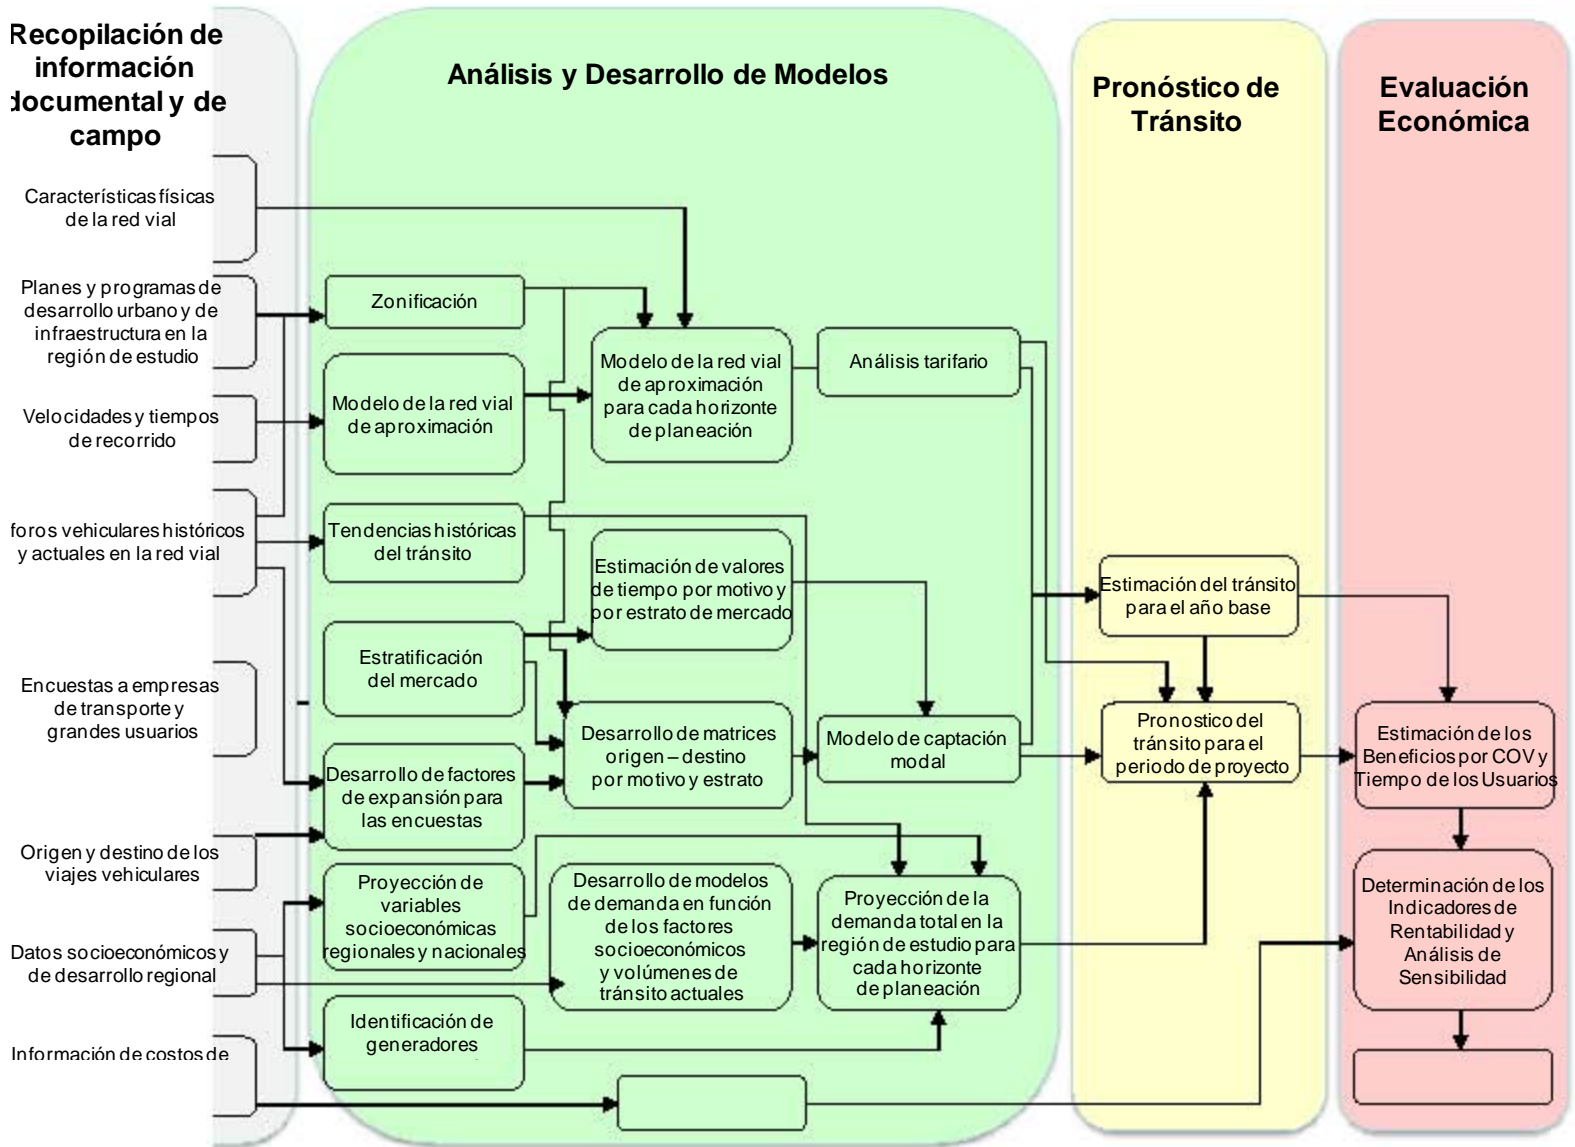 Recopilación de
información
documental y de
campo
Análisis y Desarrollo de Modelos
Pronóstico de
Tránsito
Evaluación
Económica
Características físicas
de la red vial
Planes y programas de
desarrollo urbano y de
infraestructura en la
región de estudio
Velocidades y tiempos
de recorrido
foros vehiculares históricos
y actuales en la red vial
Encuestas a empresas
de transporte y
grandes usuarios
Origen y destino de los
viajes vehiculares
Datos socioeconómicos y
de desarrollo regional
Información de costos de
Zonificación
Modelo de la red vial
de aproximación
Tendencias históricas
del tránsito
Estratificación
del mercado
Desarrollo de factores
de expansión para
las encuestas
Proyección de
variables
socioeconómicas
regionales y nacionales
Identificación de
generadores
Modelo de la red vial
de aproximación
para cada horizonte
de planeación
Estimación de valores
de tiempo por motivo y
por estrato de mercado
Desarrollo de matrices
origen – destino
por motivo y estrato
Desarrollo de modelos
de demanda en función
de los factores
socioeconómicos
y volúmenes de
tránsito actuales
Análisis tarifario
Modelo de captación
modal
Proyección de la
demanda total en la
región de estudio para
cada horizonte
de planeación
Estimación del tránsito
para el año base
Pronostico del
tránsito para el
periodo de proyecto
Estimación de los
Beneficios por COV y
Tiempo de los Usuarios
Determinación de los
Indicadores de
Rentabilidad y
Análisis de
Sensibilidad